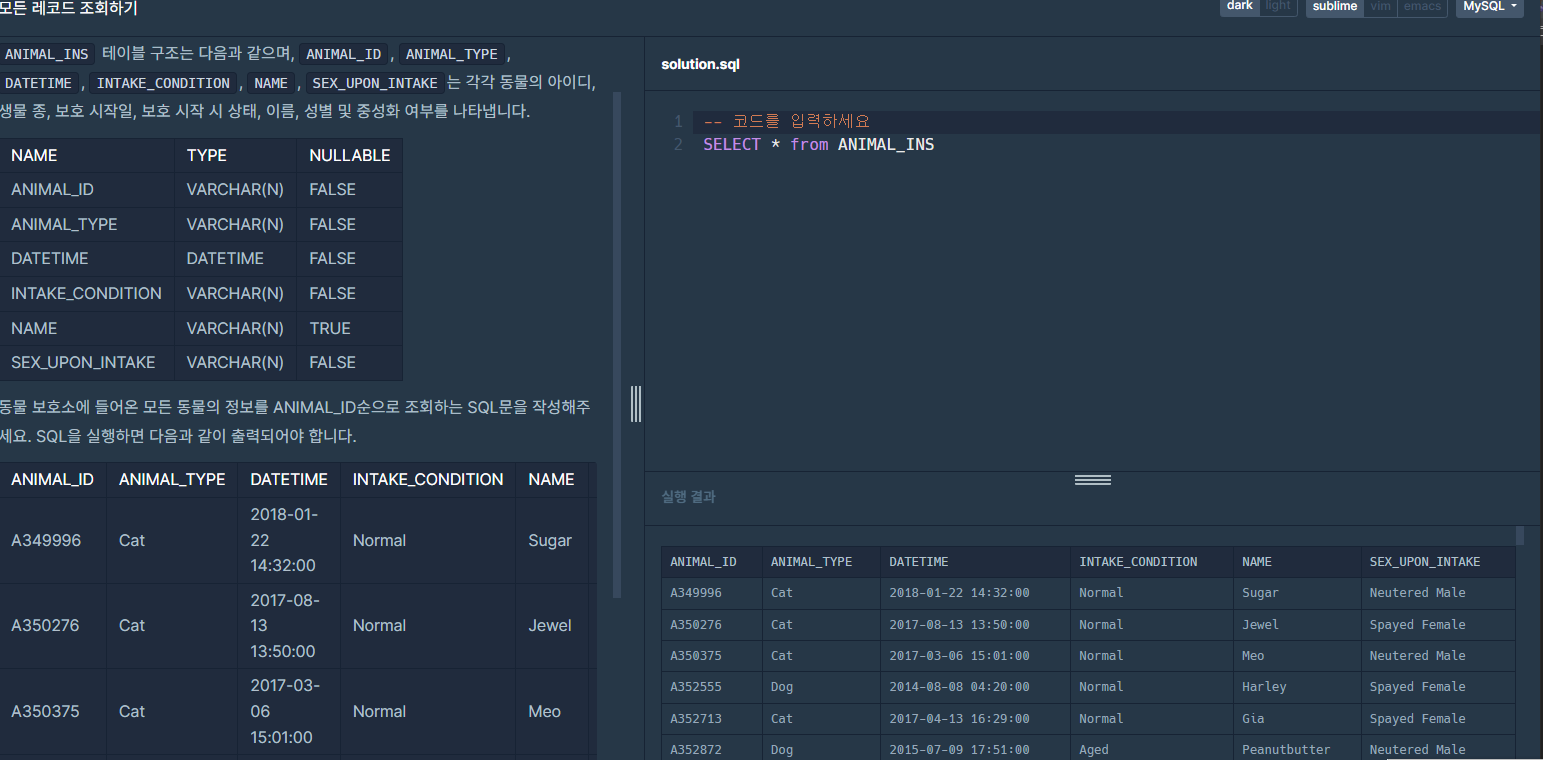 모든 레코드 조회하기
dark light sublime vim emacs MySQL
ANIMAL_INS 테이블 구조는 다음과 같으며, ANIMAL_ID , ANIMAL_TYPE ,
DATETIME , INTAKE_CONDITION , NAME , SEX_UPON_INTAKE 는 각각 동물의 아이디,
생물 종, 보호 시작일, 보호 시작 시 상태, 이름, 성별 및 중성화 여부를 나타냅니다.
NAME TYPE NULLABLE
ANIMAL_ID VARCHAR(N) FALSE
ANIMAL_TYPE VARCHAR(N) FALSE
DATETIME DATETIME FALSE
INTAKE_CONDITION VARCHAR(N) FALSE
NAME VARCHAR(N) TRUE
SEX_UPON_INTAKE VARCHAR(N) FALSE
동물 보호소에 들어온 모든 동물의 정보를 ANIMAL_ID순으로 조회하는 SQL문을 작성해주
세요. SQL을 실행하면 다음과 같이 출력되어야 합니다.
ANIMAL_ID ANIMAL_TYPE DATETIME INTAKE_CONDITION NAME
A349996 Cat 2018-01-
22
14:32:00 Normal Sugar
A350276 Cat 2017-08-
13
13:50:00 Normal Jewel
A350375 Cat 2017-03-
06
15:01:00 Normal Meo
solution.sql
1 -- 코드를 입력하세요
2 SELECT * from ANIMAL_INS
실행 결과
ANIMAL_ID ANIMAL_TYPE DATETIME INTAKE_CONDITION NAME SEX_UPON_INTAKE
A349996 Cat 2018-01-22 14:32:00 Normal Sugar Neutered Male
A350276 Cat 2017-08-13 13:50:00 Normal Jewel Spayed Female
A350375 Cat 2017-03-06 15:01:00 Normal Meo Neutered Male
A352555 Dog 2014-08-08 04:20:00 Normal Harley Spayed Female
A352713 Cat 2017-04-13 16:29:00 Normal Gia Spayed Female
A352872 Dog 2015-07-09 17:51:00 Aged Peanutbutter Neutered Male